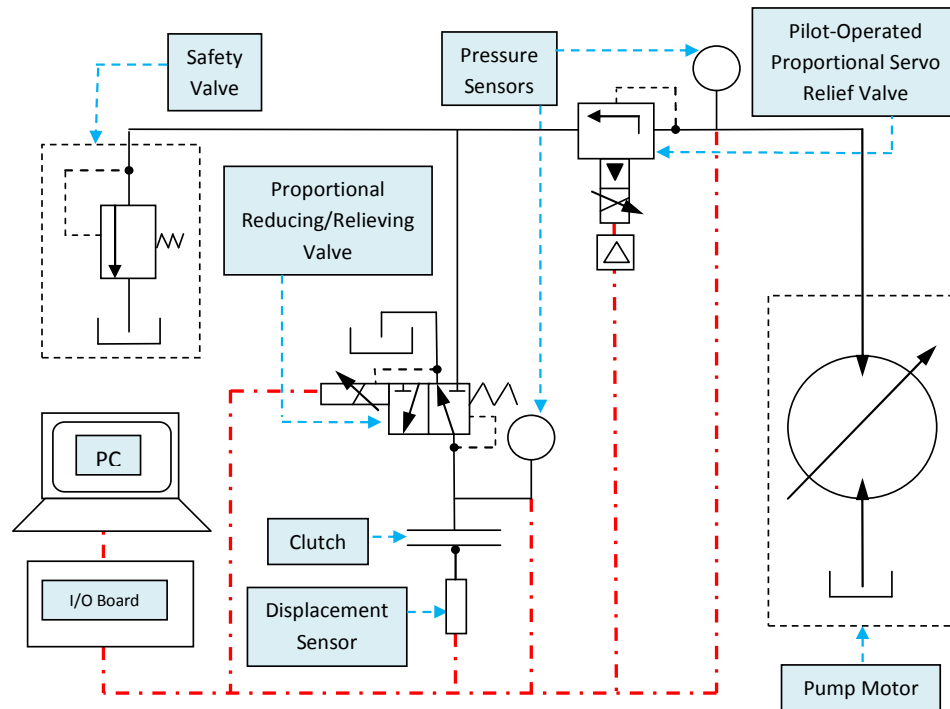 Safety
Valve
Pressure
Sensors
Pilot-Operated
Proportional Servo
Relief Valve
Proportional
Reducing/Relieving
Valve
PC
I/O Board
Clutch
Displacement
Sensor
Pump Motor